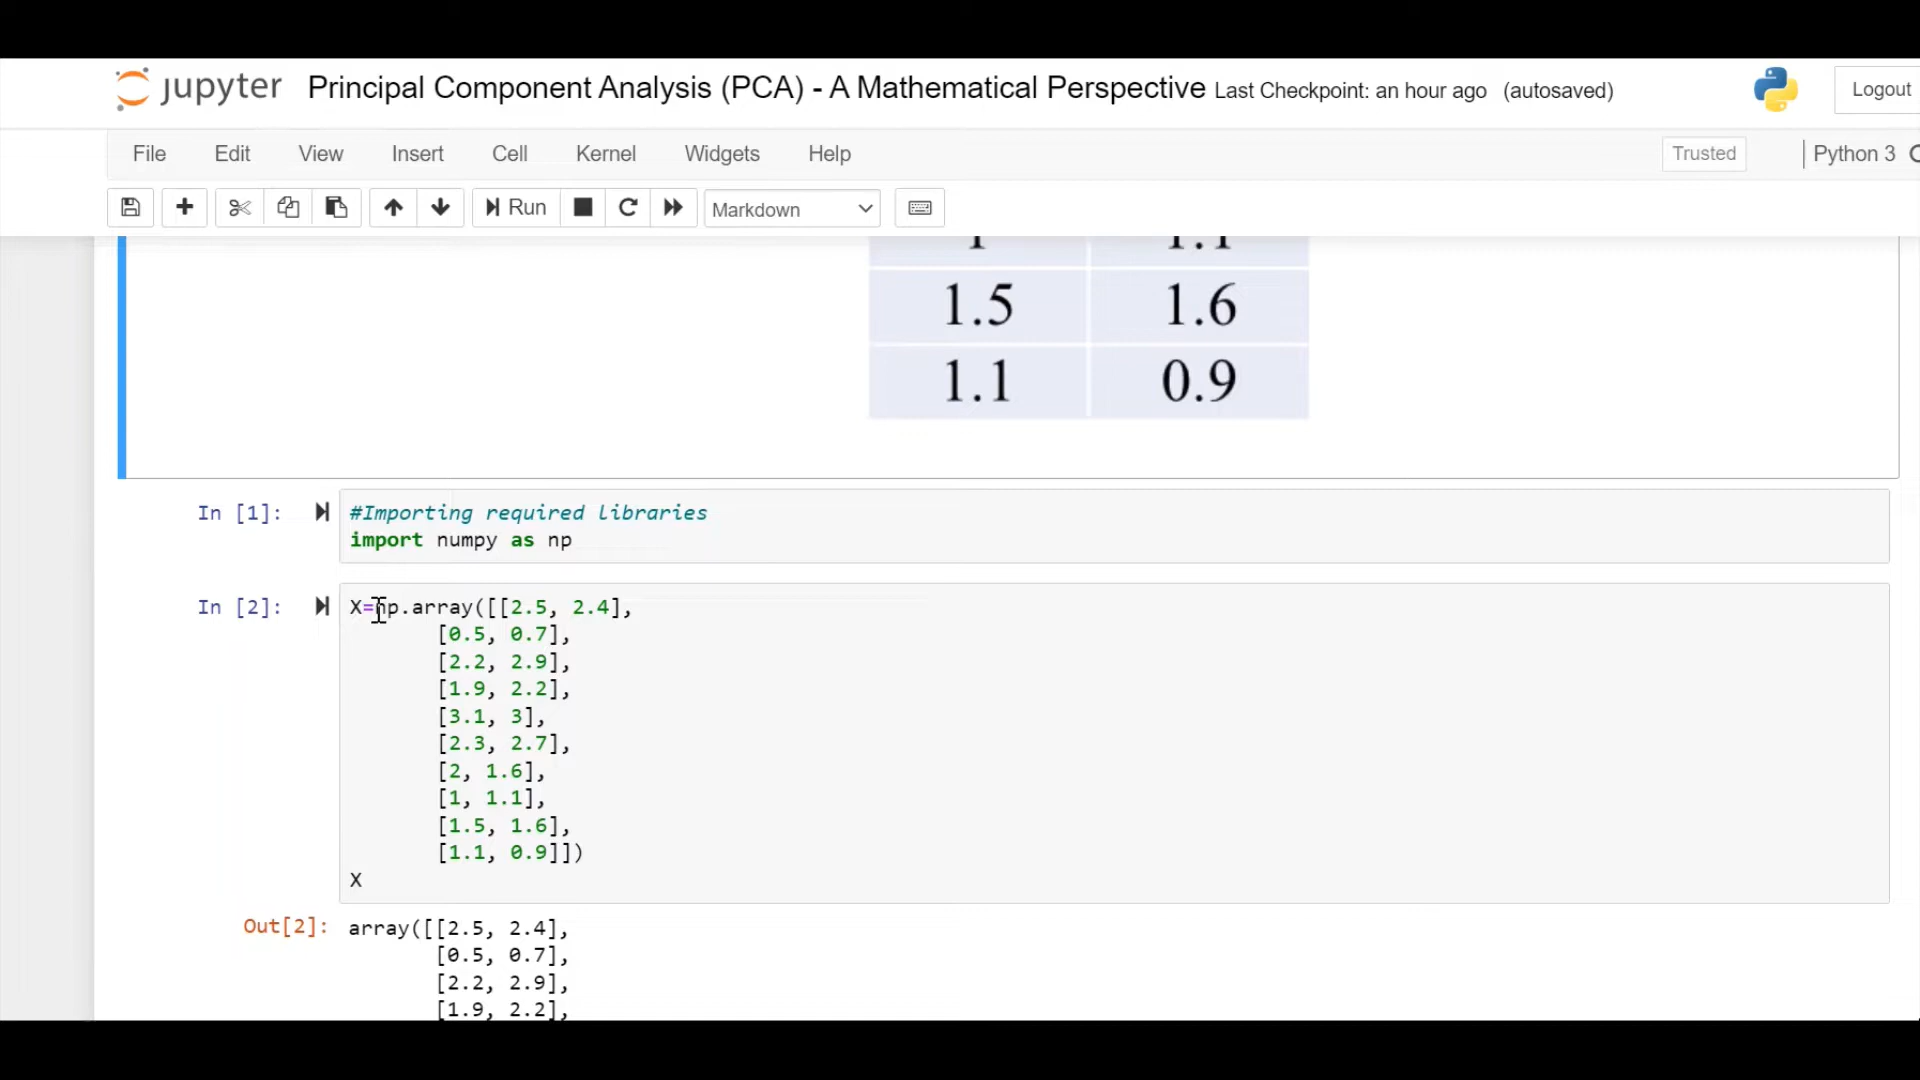 jupyter Principal Component Analysis (PCA) - A Mathematical Perspective Last Checkpoint: an hour ago (autosaved) Logout
File Edit View Insert Cell Kernel Widgets Help Trusted Python 3
Run Markdown
1 1.1
1.5 1.6
1.1 0.9
In [1]: #Importing required libraries
import numpy as np
In [2]: X=np.array([[2.5, 2.4],
[0.5, 0.7],
[2.2, 2.9],
[1.9, 2.2],
[3.1, 3],
[2.3, 2.7],
[2, 1.6],
[1, 1.1],
[1.5, 1.6],
[1.1, 0.9]])
X
Out[2]: array([[2.5, 2.4],
[0.5, 0.7],
[2.2, 2.9],
[1.9, 2.2],